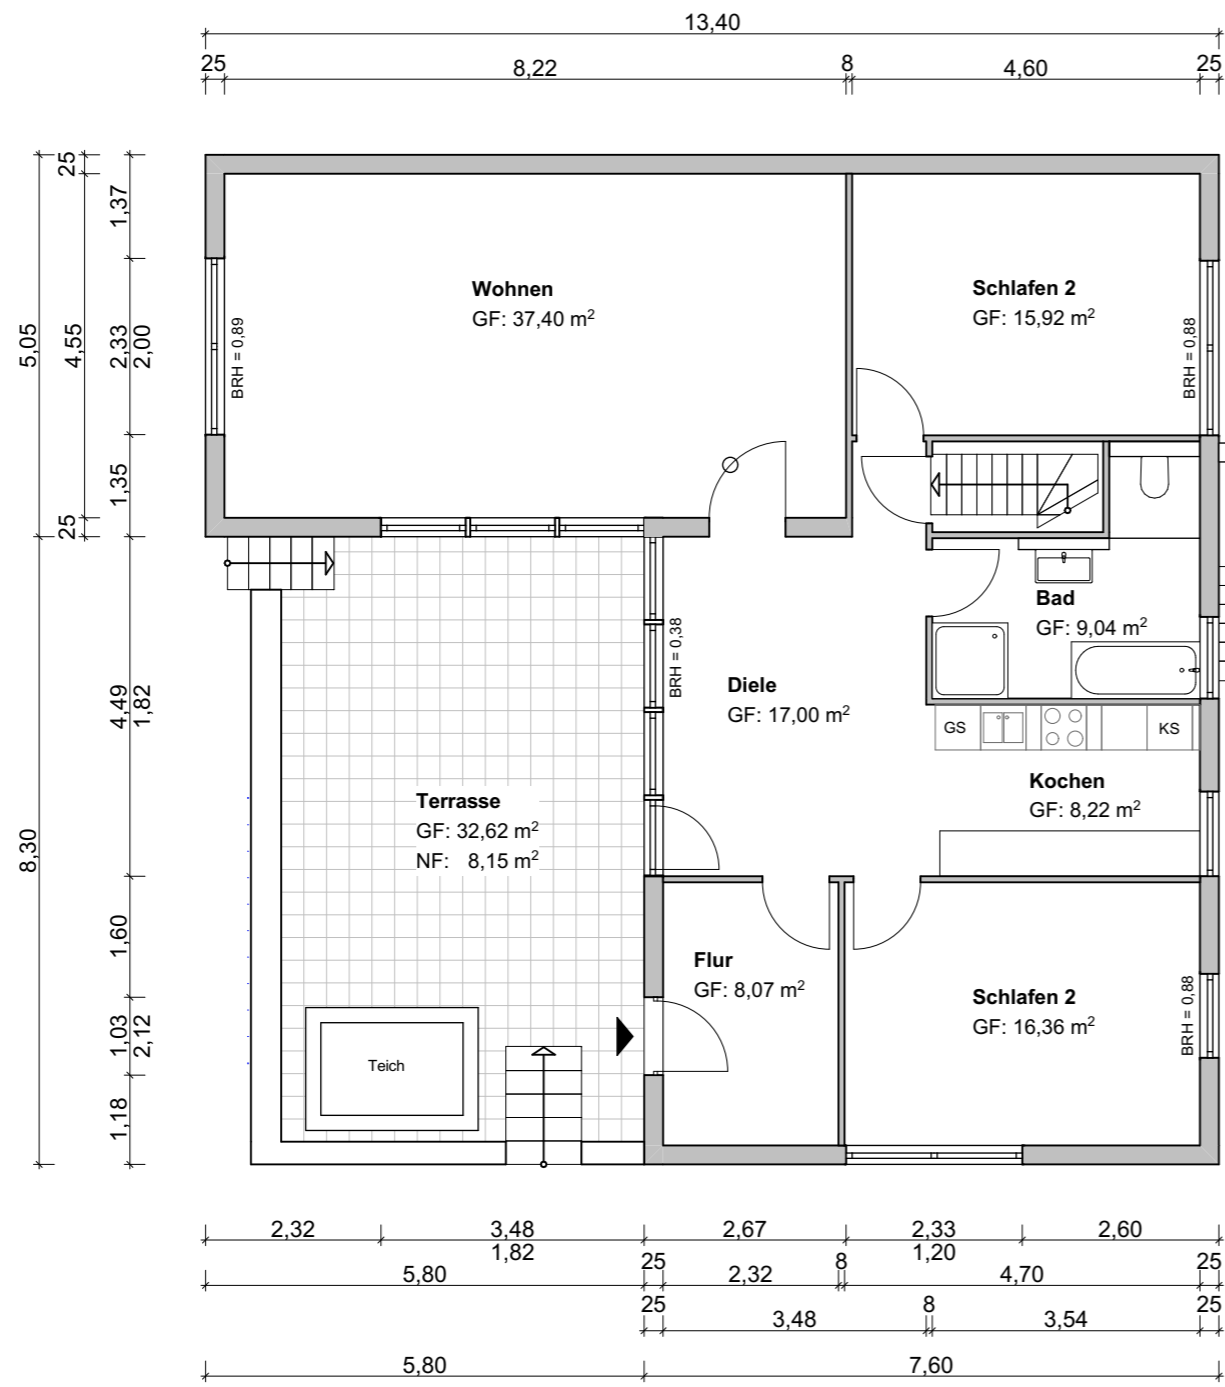 13,40
25 8,22 8 4,60 25
25
1,37
5,05
4,55
2,33
2,00
1,35
25
8,30
4,49
1,82
1,60
1,03
2,12
1,18
Wohnen
GF: 37,40 m²
BRH = 0,89
Schlafen 2
GF: 15,92 m²
BRH = 0,88
Bad
GF: 9,04 m²
BRH = 0,38
Diele
GF: 17,00 m²
GS KS
Kochen
GF: 8,22 m²
Terrasse
GF: 32,62 m²
NF: 8,15 m²
Flur
GF: 8,07 m²
Schlafen 2
GF: 16,36 m²
BRH = 0,88
Teich
2,32 3,48 2,67 2,33 2,60
1,82 1,20
5,80 25 2,32 8 4,70 25
25 3,48 8 3,54 25
5,80 7,60